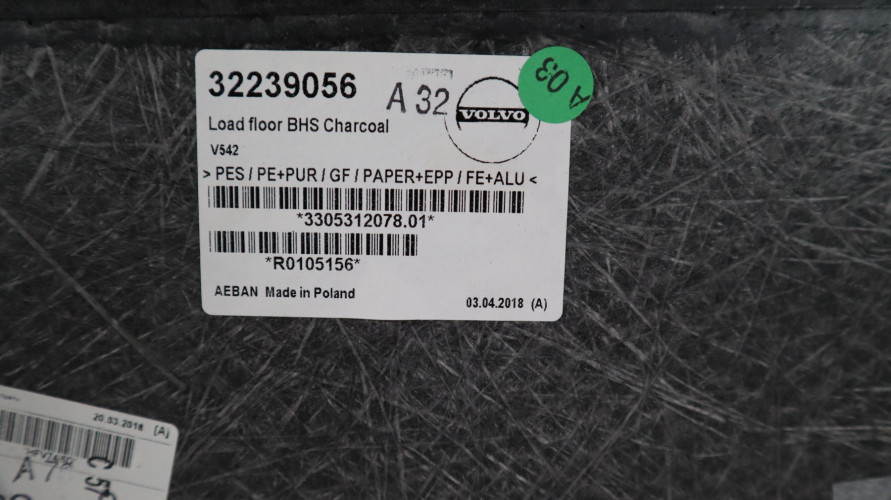 32239056
A 32
VOLVO
A 03
Load floor BHS Charcoal
V542
> PES / PE+PUR / GF / PAPER+EPP / FE+ALU <
*3305312078.01*
*R0105156*
AEBAN Made in Poland
03.04.2018 (A)
20.03.2018 (A)
A 7